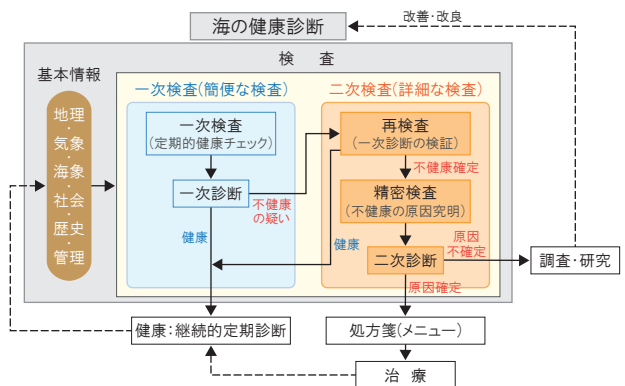 海の健康診断
改善・改良
検 査
基本情報
地理・気象・海象・社会・歴史・管理
一次検査(簡便な検査)
一次検査
(定期的健康チェック)
一次診断
不健康
の疑い
健康
二次検査(詳細な検査)
再検査
(一次診断の検証)
不健康確定
精密検査
(不健康の原因究明)
健康
二次診断
原因
不確定
原因確定
調査・研究
健康:継続的定期診断
処方箋(メニュー)
治 療